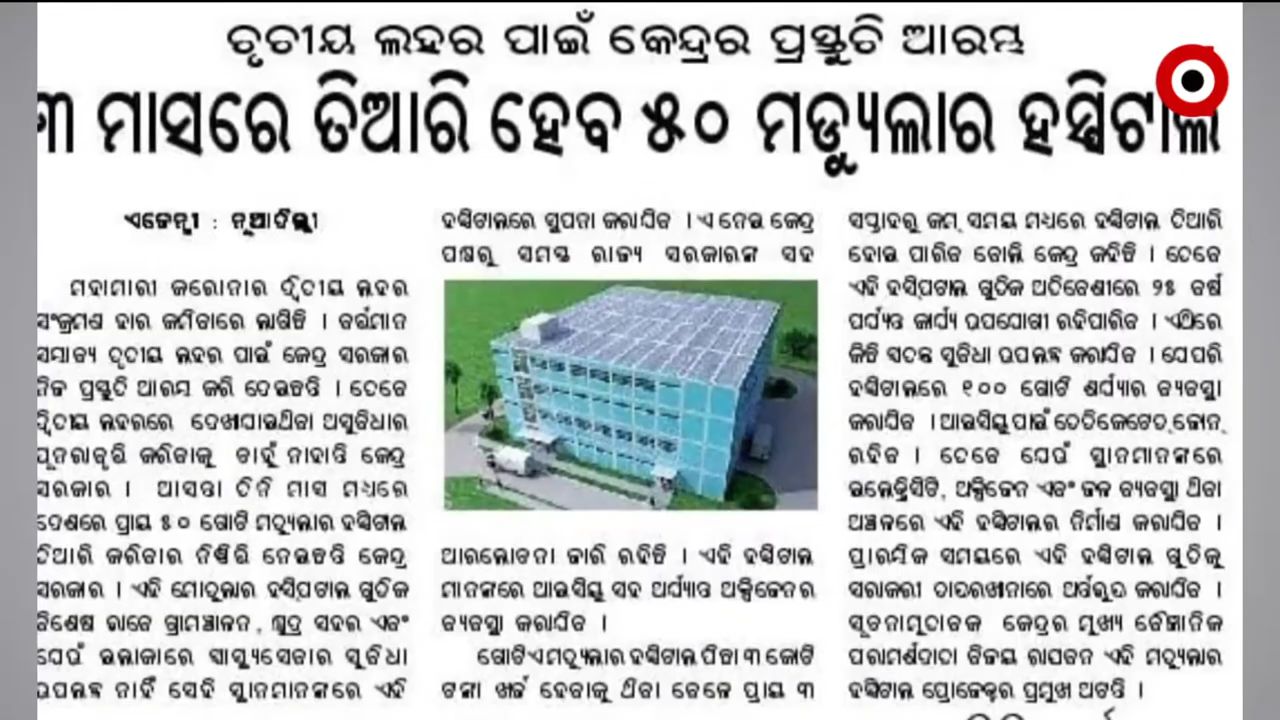 ତୃତୀୟ ଲହର ପାଇଁ କେନ୍ଦ୍ରର ପ୍ରସ୍ତୁତି ଆରମ୍ଭ
୩ ମାସରେ ତିଆରି ହେବ ୫୦ ମଡ୍ୟୁଲାର ହସ୍ପିଟାଲ
ଏଜେନ୍ସୀ : ନୂଆଦିଲ୍ଲୀ
ମହାମାରୀ କରୋନାର ଦ୍ୱିତୀୟ ଲହର
ସଂକ୍ରମଣ ହାର କମିବାରେ ଲାଗିଛି । ବର୍ତ୍ତମାନ
ସମ୍ଭାବ୍ୟ ତୃତୀୟ ଲହର ପାଇଁ କେନ୍ଦ୍ର ସରକାର
ନିଜ ପ୍ରସ୍ତୁତି ଆରମ୍ଭ କରି ଦେଇଛନ୍ତି । ତେବେ
ଦ୍ୱିତୀୟ ଲହରରେ ଦେଖାଯାଇଥିବା ଅସୁବିଧାର
ପୁନରାବୃତ୍ତି କରିବାକୁ ଚାହୁଁ ନାହାନ୍ତି କେନ୍ଦ୍ର
ସରକାର । ଆସନ୍ତା ତିନି ମାସ ମଧ୍ୟରେ
ଦେଶରେ ପ୍ରାୟ ୫୦ ଗୋଟି ମଡ୍ୟୁଲାର ହସ୍ପିଟାଲ
ତିଆରି କରିବାର ନିଷ୍ପତ୍ତି ନେଇଛନ୍ତି କେନ୍ଦ୍ର
ସରକାର । ଏହି ମୋଡୁଲାର ହସ୍ପିଟାଲ ଗୁଡିକ
ବିଶେଷ ଭାବେ ଗ୍ରାମାଞ୍ଚଳନ, କ୍ଷୁଦ୍ର ସହର ଏବଂ
ଯେଉଁ ଇଲାକାରେ ସ୍ୱାସ୍ଥ୍ୟସେବାର ସୁବିଧା
ଉପଲବ୍ଧ ନାହିଁ ସେହି ସ୍ଥାନମାନଙ୍କରେ ଏହି
ହସ୍ପିଟାଲରେ ସ୍ଥାପନା କରାଯିବ । ଏ ନେଇ କେନ୍ଦ୍ର
ପକ୍ଷରୁ ସମସ୍ତ ରାଜ୍ୟ ସରକାରଙ୍କ ସହ
ଆଲୋଚନା ଜାରି ରହିଛି । ଏହି ହସ୍ପିଟାଲ
ମାନଙ୍କରେ ଆଇସିୟୁ ସହ ଅର୍ଯ୍ୟାପ୍ତ ଅକ୍ସିଜେନର
ବ୍ୟବସ୍ଥା କରାଯିବ ।
ଗୋଟିଏ ମଡ୍ୟୁଲାର ହସ୍ପିଟାଲ ପିଛା ୩ କୋଟି
ଟଙ୍କା ଖର୍ଚ୍ଚ ହେବାକୁ ଥିବା ବେଳେ ପ୍ରାୟ ୩
ସପ୍ତାହରୁ କମ୍ ସମୟ ମଧ୍ୟରେ ହସ୍ପିଟାଲ ତିଆରି
ହୋଇ ପାରିବ ବୋଲି କେନ୍ଦ୍ର କହିଛି । ତେବେ
ଏହି ହସ୍ପିଟାଲ ଗୁଡିକ ଅତିବେଶୀରେ ୨୫ ବର୍ଷ
ପର୍ଯ୍ୟନ୍ତ କାର୍ଯ୍ୟ ଉପଯୋଗୀ ରହିପାରିବ । ଏଥିରେ
କିଛି ସ୍ୱତନ୍ତ୍ର ସୁବିଧା ଉପଲବ୍ଧ କରାଯିବ । ଯେପରି
ହସ୍ପିଟାଲରେ ୧୦୦ ଗୋଟି ଶଯ୍ୟାର ବ୍ୟବସ୍ଥା
କରାଯିବ । ଆଇସିୟୁ ପାଇଁ ଡେଡିକେଟେଡ୍ ଜୋନ୍
ରହିବ । ତେବେ ଯେଉଁ ସ୍ଥାନମାନଙ୍କରେ
ଇଲେକ୍ଟ୍ରିସିଟି, ଅକ୍ସିଜେନ ଏବଂ ଜଳ ବ୍ୟବସ୍ଥା ଥିବା
ଅଞ୍ଚଳରେ ଏହି ହସ୍ପିଟାଲର ନିର୍ମାଣ କରାଯିବ ।
ପ୍ରାରମ୍ଭିକ ସମୟରେ ଏହି ହସ୍ପିଟାଲ ଗୁଡିକୁ
ସରାକରୀ ଡାକ୍ତରଖାନାରେ ଅର୍ନ୍ତଭୁକ୍ତ କରାଯିବ ।
ସୂଚନାମୁତାବକ କେନ୍ଦ୍ରର ମୁଖ୍ୟ ବୈଜ୍ଞାନିକ
ପରାମର୍ଶଦାତା ବିଜୟ ରାଘବନ ଏହି ମଡ୍ୟୁଲାର
ହସ୍ପିଟାଲ ପ୍ରୋଜେକ୍ଟର ପ୍ରମୁଖ ଅଟନ୍ତି ।